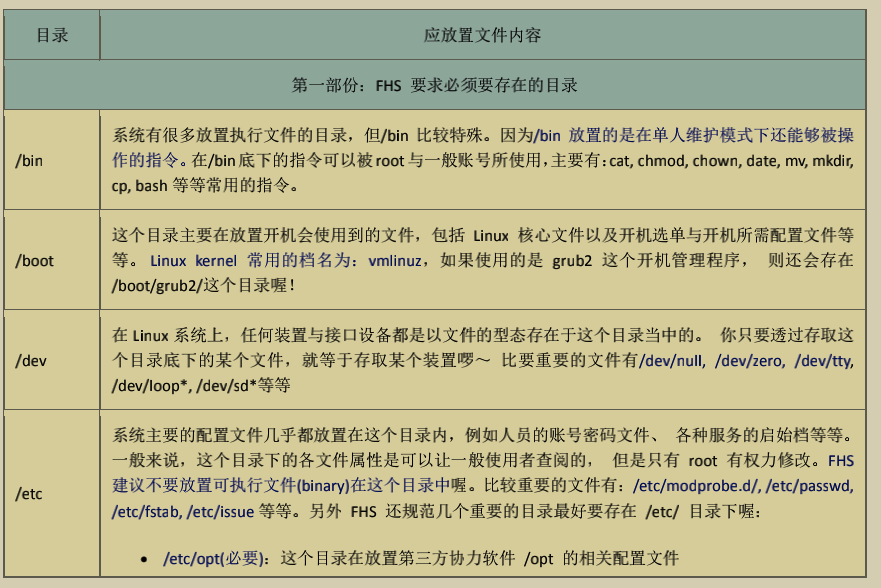 目录 应放置文件内容
第一部份：FHS 要求必须要存在的目录
/bin
系统有很多放置执行文件的目录，但/bin 比较特殊。因为/bin 放置的是在单人维护模式下还能够被操
作的指令。在/bin 底下的指令可以被 root 与一般账号所使用，主要有：cat, chmod, chown, date, mv, mkdir,
cp, bash 等等常用的指令。
/boot
这个目录主要在放置开机会使用到的文件，包括 Linux 核心文件以及开机选单与开机所需配置文件等
等。 Linux kernel 常用的档名为：vmlinuz，如果使用的是 grub2 这个开机管理程序， 则还会存在
/boot/grub2/这个目录喔！
/dev
在 Linux 系统上，任何装置与接口设备都是以文件的型态存在于这个目录当中的。 你只要透过存取这
个目录底下的某个文件，就等于存取某个装置啰～ 比要重要的文件有/dev/null, /dev/zero, /dev/tty,
/dev/loop*, /dev/sd*等等
/etc
系统主要的配置文件几乎都放置在这个目录内，例如人员的账号密码文件、 各种服务的启始档等等。
一般来说，这个目录下的各文件属性是可以让一般使用者查阅的， 但是只有 root 有权力修改。FHS
建议不要放置可执行文件(binary)在这个目录中喔。比较重要的文件有：/etc/modprobe.d/, /etc/passwd,
/etc/fstab, /etc/issue 等等。另外 FHS 还规范几个重要的目录最好要存在 /etc/ 目录下喔：
• /etc/opt(必要)：这个目录在放置第三方协力软件 /opt 的相关配置文件